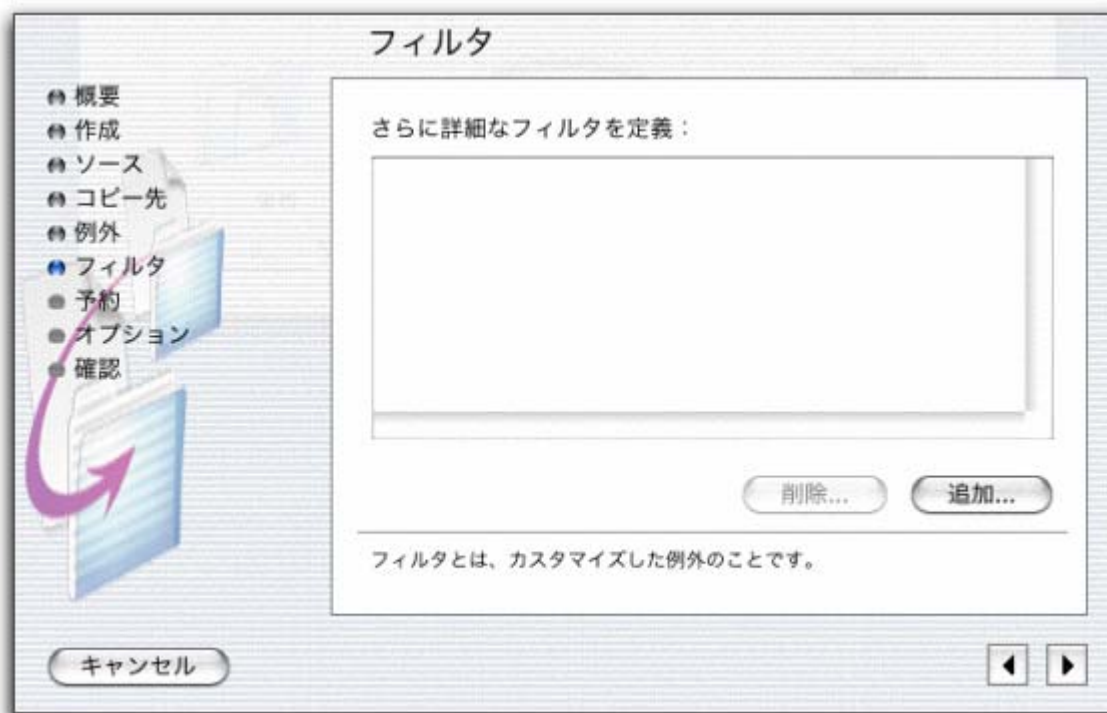 フィルタ
概要
作成
ソース
コピー先
例外
フィルタ
予約
オプション
確認
さらに詳細なフィルタを定義：
削除...
追加...
フィルタとは、カスタマイズした例外のことです。
キャンセル